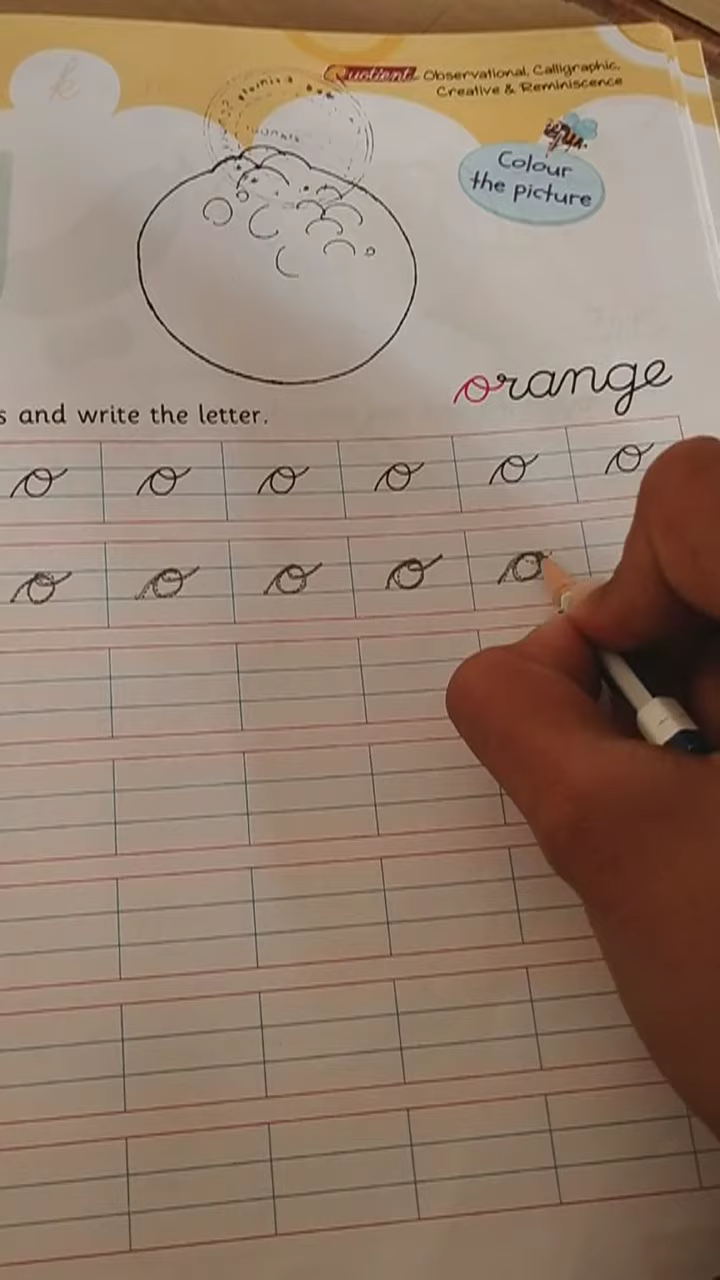 Quotient Observational, Calligraphic,
Creative & Reminiscence
Colour
the picture
orange
s and write the letter.
o o o o o o
o o o o o